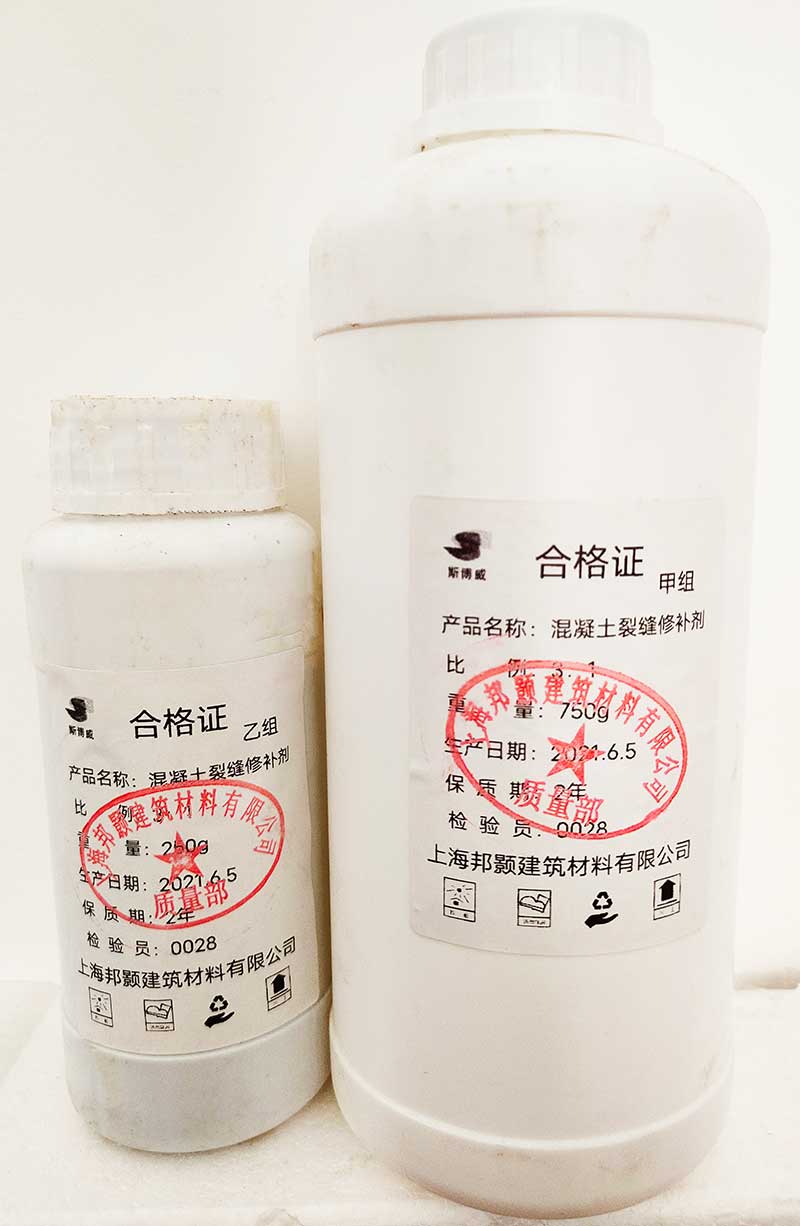 斯博威
合格证 乙组
产品名称：混凝土裂缝修补剂
比 例：3：1
重 量：250g
生产日期：2021.6.5
保 质 期：2年
检 验 员：0028
上海邦颢建筑材料有限公司
上海邦颢建筑材料有限公司
质量部
斯博威
合格证 甲组
产品名称：混凝土裂缝修补剂
比 例：3：1
重 量：750g
生产日期：2021.6.5
保 质 期：2年
检 验 员：0028
上海邦颢建筑材料有限公司
上海邦颢建筑材料有限公司
质量部